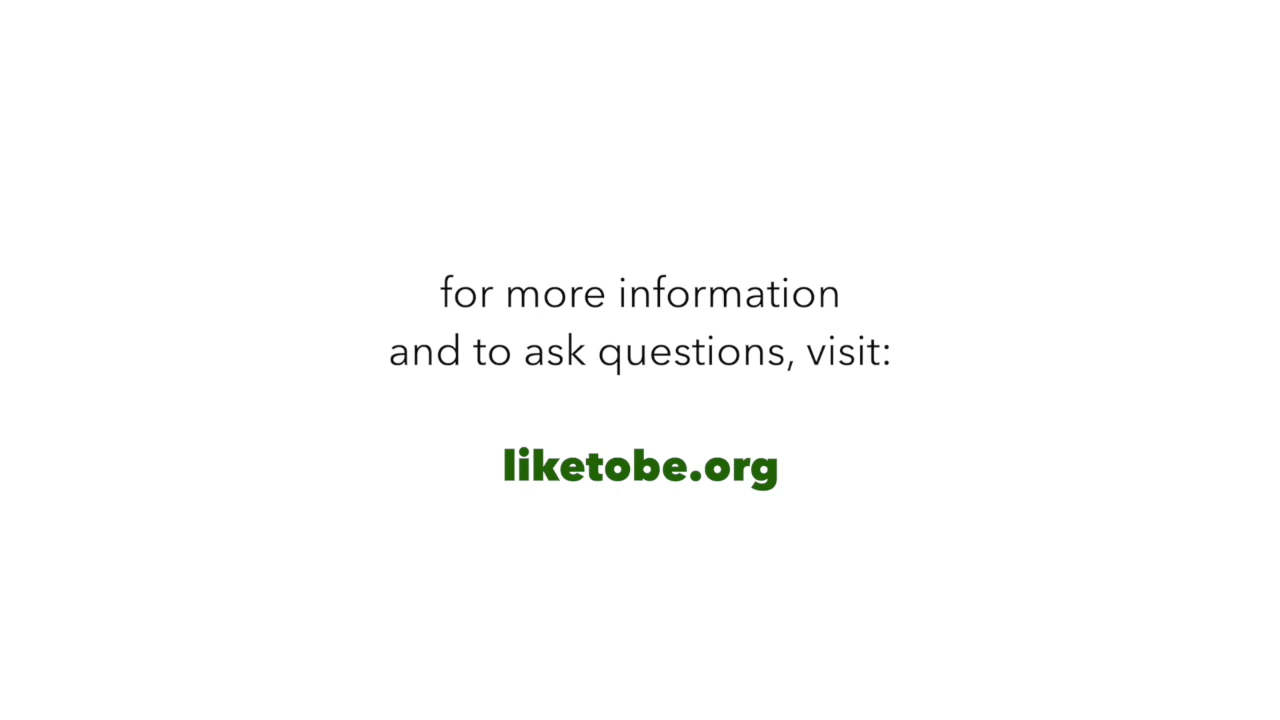 for more information
and to ask questions, visit:
liketobe.org